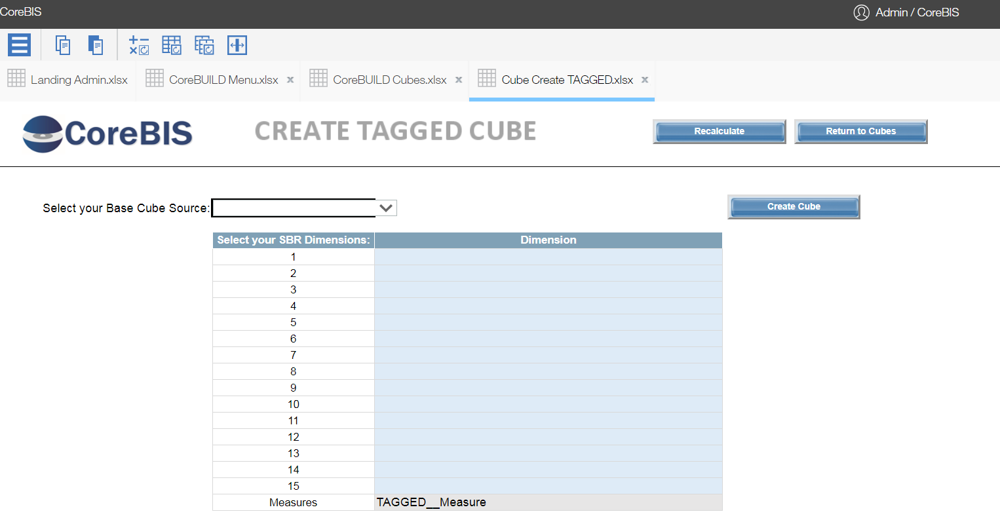 CoreBIS
Admin / CoreBIS
Landing Admin.xlsx
CoreBUILD Menu.xlsx x
CoreBUILD Cubes.xlsx x
Cube Create TAGGED.xlsx x
CoreBIS
CREATE TAGGED CUBE
Recalculate
Return to Cubes
Select your Base Cube Source:
Create Cube
Select your SBR Dimensions: Dimension
1
2
3
4
5
6
7
8
9
10
11
12
13
14
15
Measures TAGGED__Measure